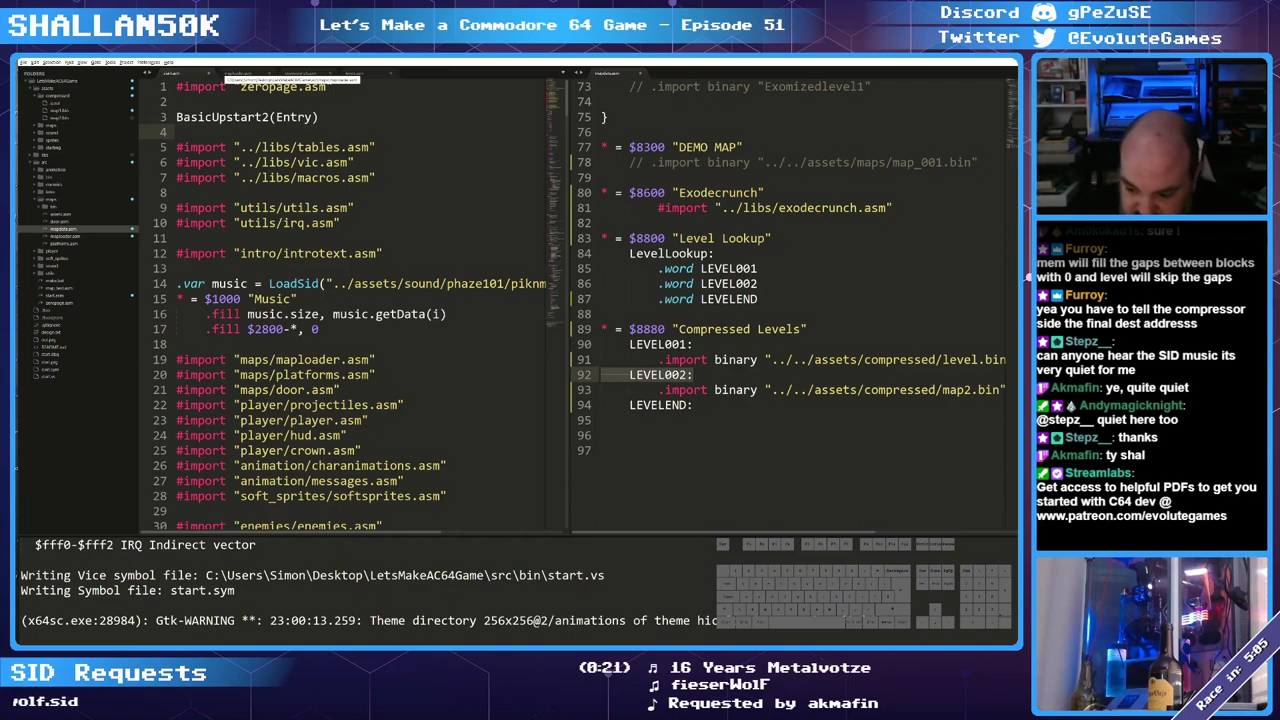 SHALLAN50K
Let's Make a Commodore 64 Game – Episode 51
Discord gPeZuSE
Twitter @EvoluteGames
1 #import "zeropage.asm"
2
3 BasicUpstart2(Entry)
4
5 #import "../libs/tables.asm"
6 #import "../libs/vic.asm"
7 #import "../libs/macros.asm"
8
9 #import "utils/utils.asm"
10 #import "utils/irq.asm"
11
12 #import "intro/introtext.asm"
13
14 .var music = LoadSid("../assets/sound/phaze101/piknm
15 * = $1000 "Music"
16 .fill music.size, music.getData(i)
17 .fill $2800-*, 0
18
19 #import "maps/maploader.asm"
20 #import "maps/platforms.asm"
21 #import "maps/door.asm"
22 #import "player/projectiles.asm"
23 #import "player/player.asm"
24 #import "player/hud.asm"
25 #import "player/crown.asm"
26 #import "animation/charanimations.asm"
27 #import "animation/messages.asm"
28 #import "soft_sprites/softsprites.asm"
29
30 #import "enemies/enemies.asm"
73 // .import binary "Exomizedlevel1"
74
75 }
76
77 * = $8300 "DEMO MAP"
78 // .import binary "../../assets/maps/map_001.bin"
79
80 * = $8600 "Exodecrunch"
81 #import "../libs/exodecrunch.asm"
82
83 * = $8800 "Level Lookup"
84 LevelLookup:
85 .word LEVEL001
86 .word LEVEL002
87 .word LEVELEND
88
89 * = $8880 "Compressed Levels"
90 LEVEL001:
91 .import binary "../../assets/compressed/level.bin
92 LEVEL002:
93 .import binary "../../assets/compressed/map2.bin"
94 LEVELEND:
95
96
97
$fff0-$fff2 IRQ Indirect vector
Writing Vice symbol file: C:\Users\Simon\Desktop\LetsMakeAC64Game\src\bin\start.vs
Writing Symbol file: start.sym
(x64sc.exe:28984): Gtk-WARNING **: 23:00:13.259: Theme directory 256x256@2/animations of theme hic
Am0k0kad1s: sure !
Furroy:
mem will fill the gaps between blocks
with 0 and level will skip the gaps
Furroy:
yea you have to tell the compressor
side the final dest addresss
Stepz__:
can anyone hear the SID music its
very quiet for me
Akmafin: ye, quite quiet
Andymagicknight:
@stepz__ quiet here too
Stepz__: thanks
Akmafin: ty shal
Streamlabs:
Get access to helpful PDFs to get you
started with C64 dev @
www.patreon.com/evolutegames
SID Requests
rolf.sid
(0:21) 16 Years Metalvotze
fieserWolF
Requested by akmafin
Race in: 5:05